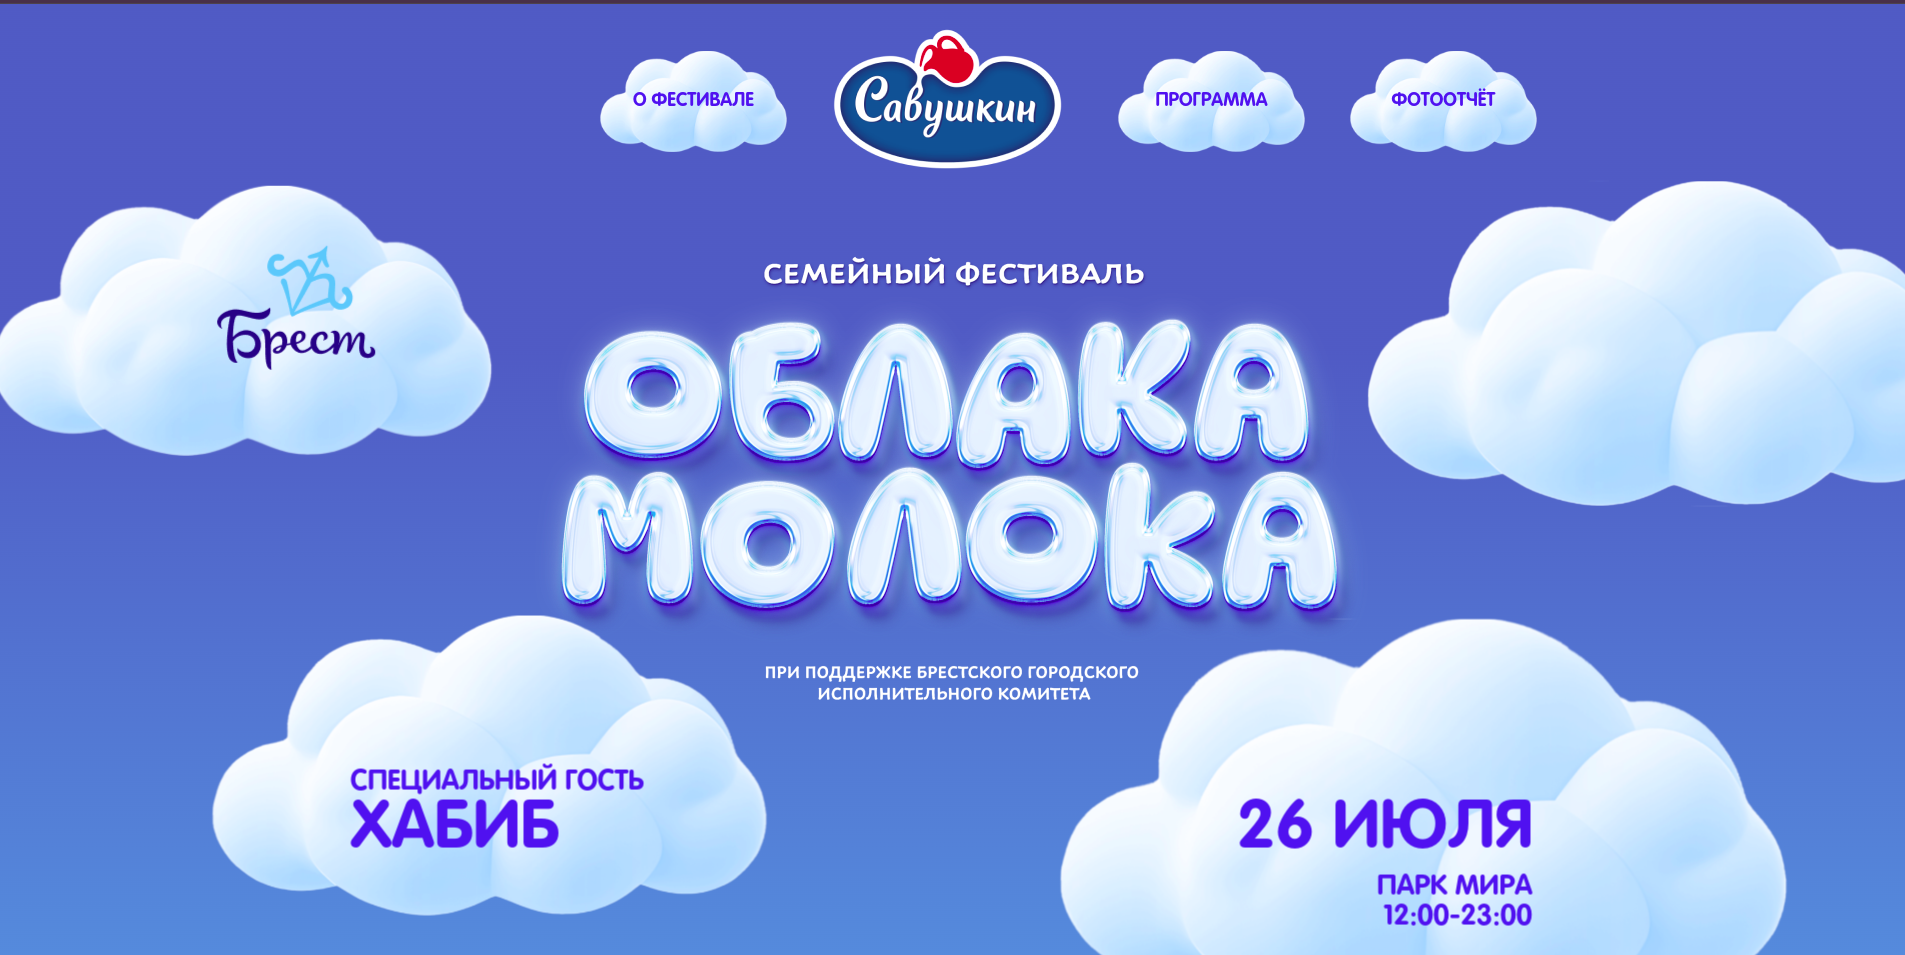 О ФЕСТИВАЛЕ
Савушкин
ПРОГРАММА
ФОТООТЧЁТ
Брест
СЕМЕЙНЫЙ ФЕСТИВАЛЬ
ОБЛАКА
МОЛОКА
ПРИ ПОДДЕРЖКЕ БРЕСТСКОГО ГОРОДСКОГО
ИСПОЛНИТЕЛЬНОГО КОМИТЕТА
СПЕЦИАЛЬНЫЙ ГОСТЬ
ХАБИБ
26 ИЮЛЯ
ПАРК МИРА
12:00-23:00